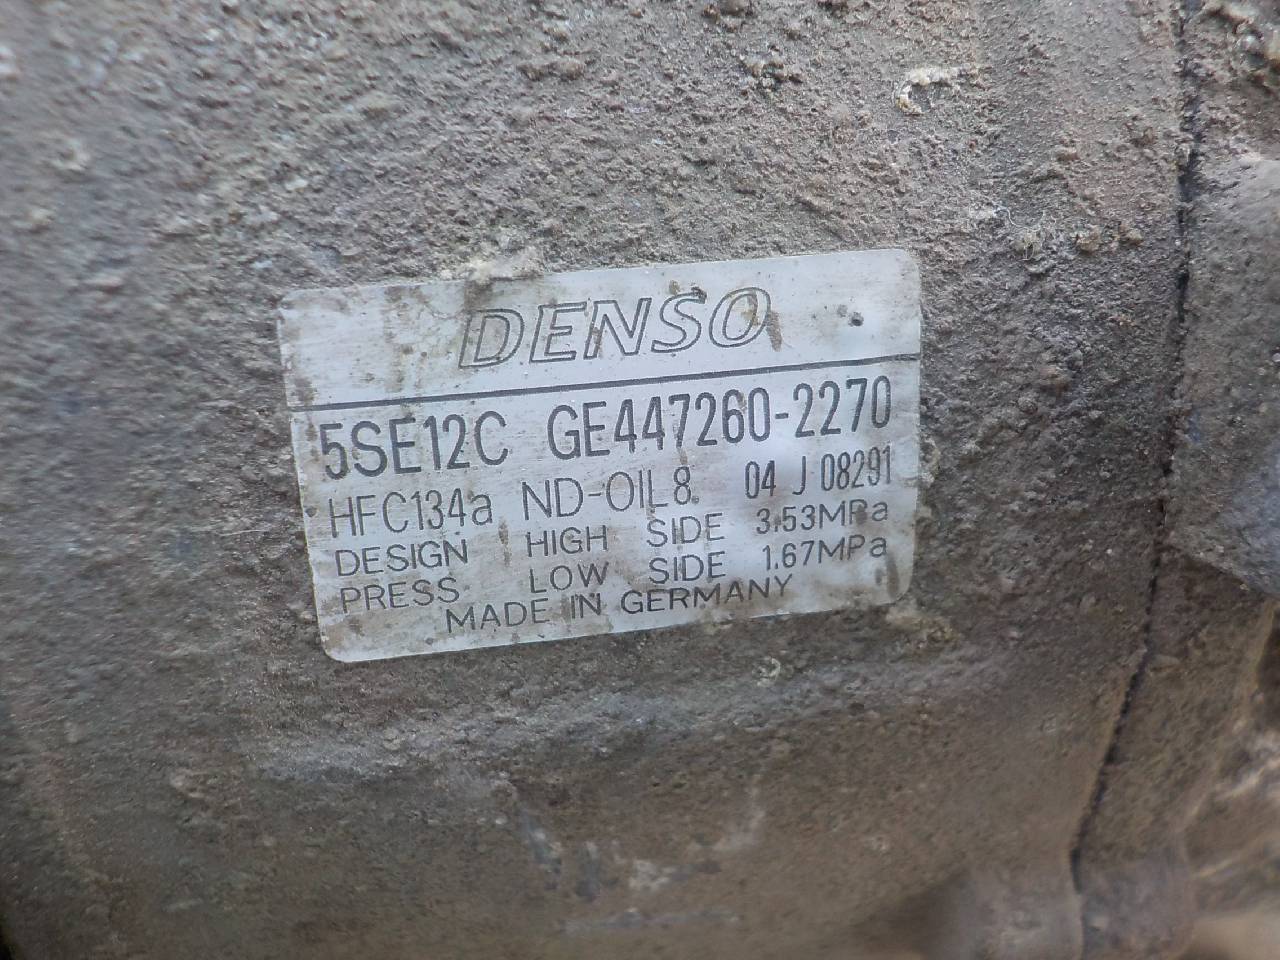 DENSO
5SE12C GE447260-2270
HFC134a ND-OIL8. 04 J 08291
DESIGN HIGH SIDE 3.53MPa
PRESS. LOW SIDE 1.67MPa
MADE IN GERMANY